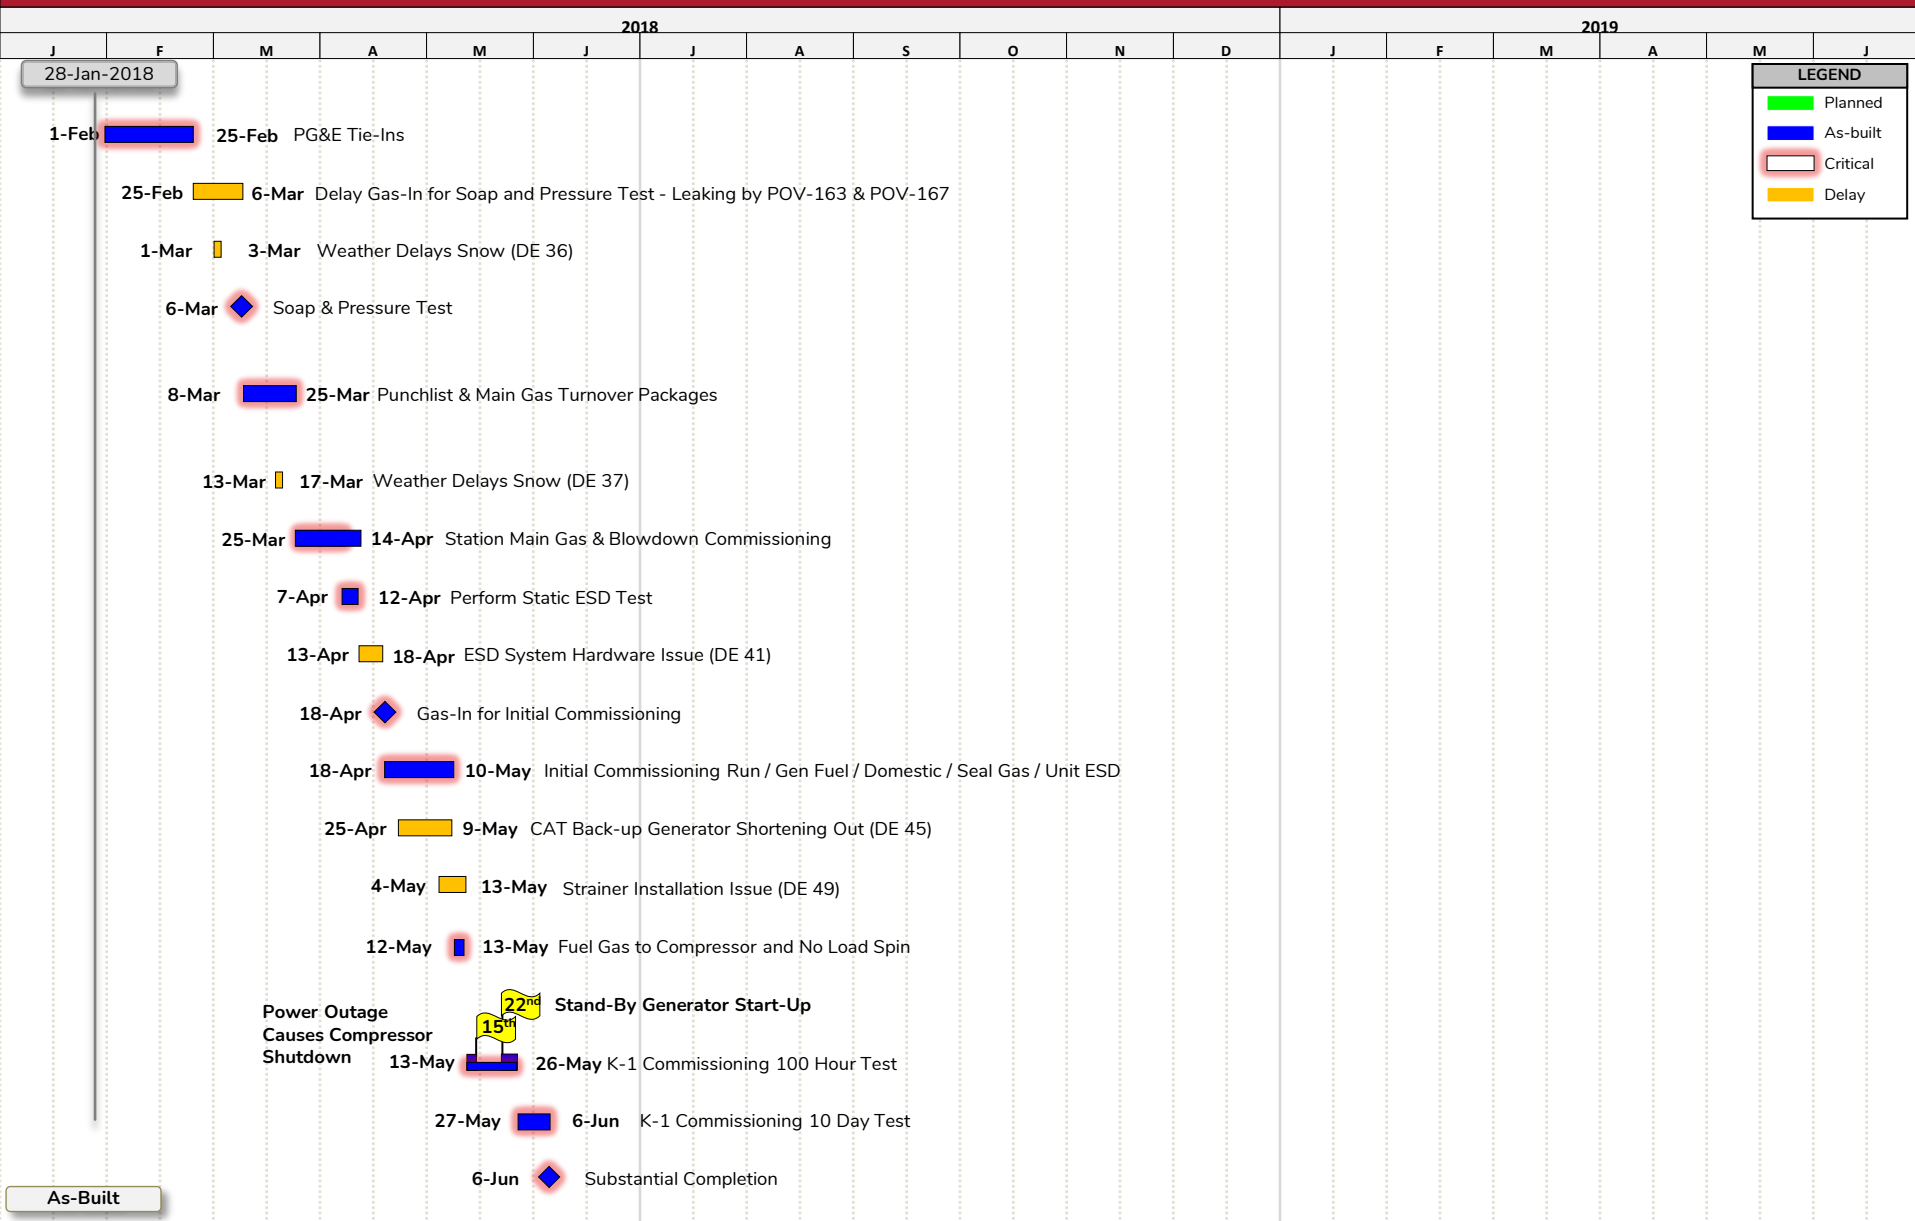 2018 2019
J F M A M J J A S O N D J F M A M J
28-Jan-2018
LEGEND
Planned
As-built
Critical
Delay
1-Feb 25-Feb PG&E Tie-Ins
25-Feb 6-Mar Delay Gas-In for Soap and Pressure Test - Leaking by POV-163 & POV-167
1-Mar 3-Mar Weather Delays Snow (DE 36)
6-Mar Soap & Pressure Test
8-Mar 25-Mar Punchlist & Main Gas Turnover Packages
13-Mar 17-Mar Weather Delays Snow (DE 37)
25-Mar 14-Apr Station Main Gas & Blowdown Commissioning
7-Apr 12-Apr Perform Static ESD Test
13-Apr 18-Apr ESD System Hardware Issue (DE 41)
18-Apr Gas-In for Initial Commissioning
18-Apr 10-May Initial Commissioning Run / Gen Fuel / Domestic / Seal Gas / Unit ESD
25-Apr 9-May CAT Back-up Generator Shortening Out (DE 45)
4-May 13-May Strainer Installation Issue (DE 49)
12-May 13-May Fuel Gas to Compressor and No Load Spin
22nd Stand-By Generator Start-Up
Power Outage
Causes Compressor
Shutdown
15th
13-May 26-May K-1 Commissioning 100 Hour Test
27-May 6-Jun K-1 Commissioning 10 Day Test
6-Jun Substantial Completion
As-Built